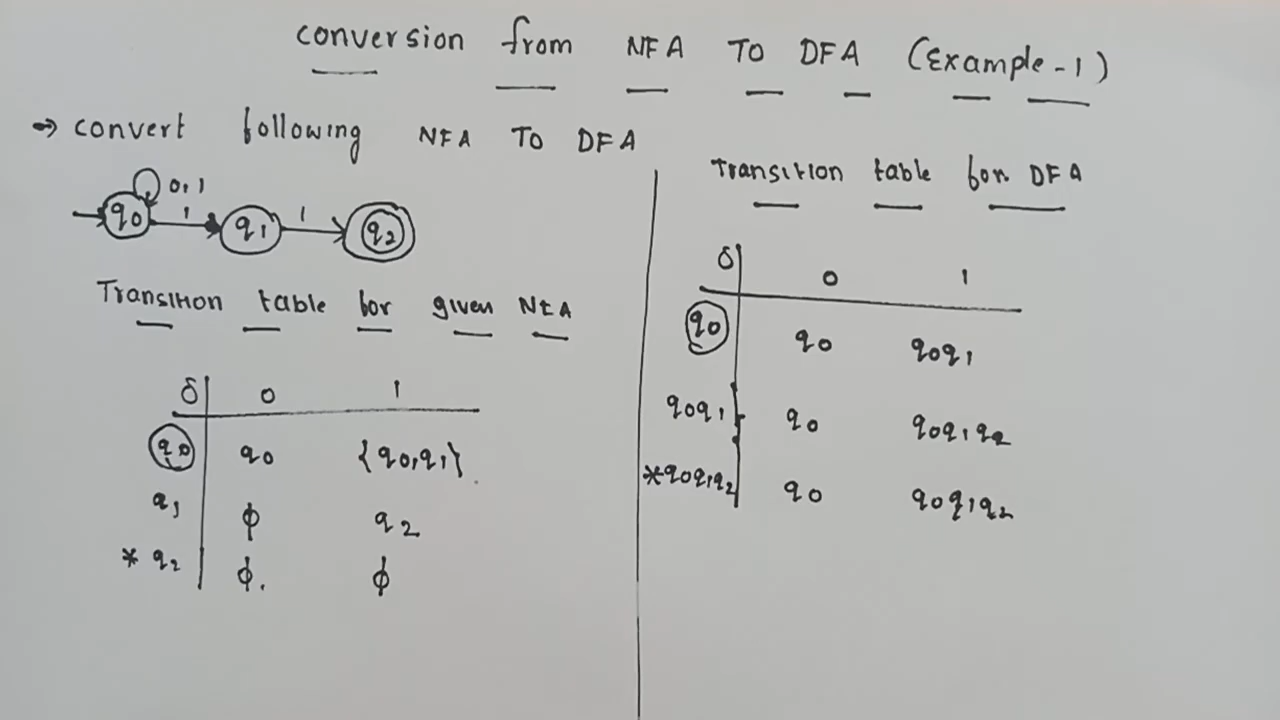 conversion from NFA TO DFA (Example-1)
→ convert following NFA TO DFA
0,1
q0 1 q1 1 q2
Transition table for given NFA
δ 0 1
q0 q0 {q0,q1}
q1 ϕ q2
* q2 ϕ. ϕ
Transition table for DFA
δ 0 1
q0 q0 q0q1
q0q1 q0 q0q1q2
*q0q1q2 q0 q0q1q2